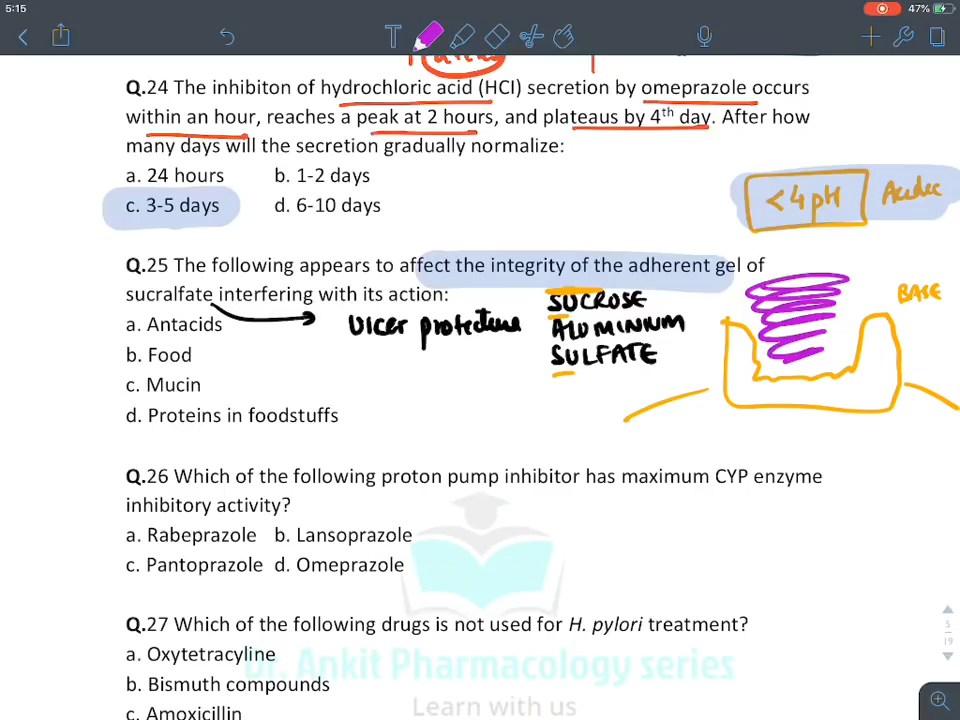 5:15
47%
Q.24 The inhibiton of hydrochloric acid (HCl) secretion by omeprazole occurs
within an hour, reaches a peak at 2 hours, and plateaus by 4th day. After how
many days will the secretion gradually normalize:
a. 24 hours b. 1-2 days
c. 3-5 days d. 6-10 days
<4 pH Acidic
Q.25 The following appears to affect the integrity of the adherent gel of
sucralfate interfering with its action:
a. Antacids
b. Food
c. Mucin
d. Proteins in foodstuffs
Ulcer protective
SUCROSE
ALUMINIUM
SULFATE
BASE
Q.26 Which of the following proton pump inhibitor has maximum CYP enzyme
inhibitory activity?
a. Rabeprazole b. Lansoprazole
c. Pantoprazole d. Omeprazole
Q.27 Which of the following drugs is not used for H. pylori treatment?
a. Oxytetracyline
b. Bismuth compounds
c. Amoxicillin
Dr. Ankit Pharmacology series
Learn with us
5
19